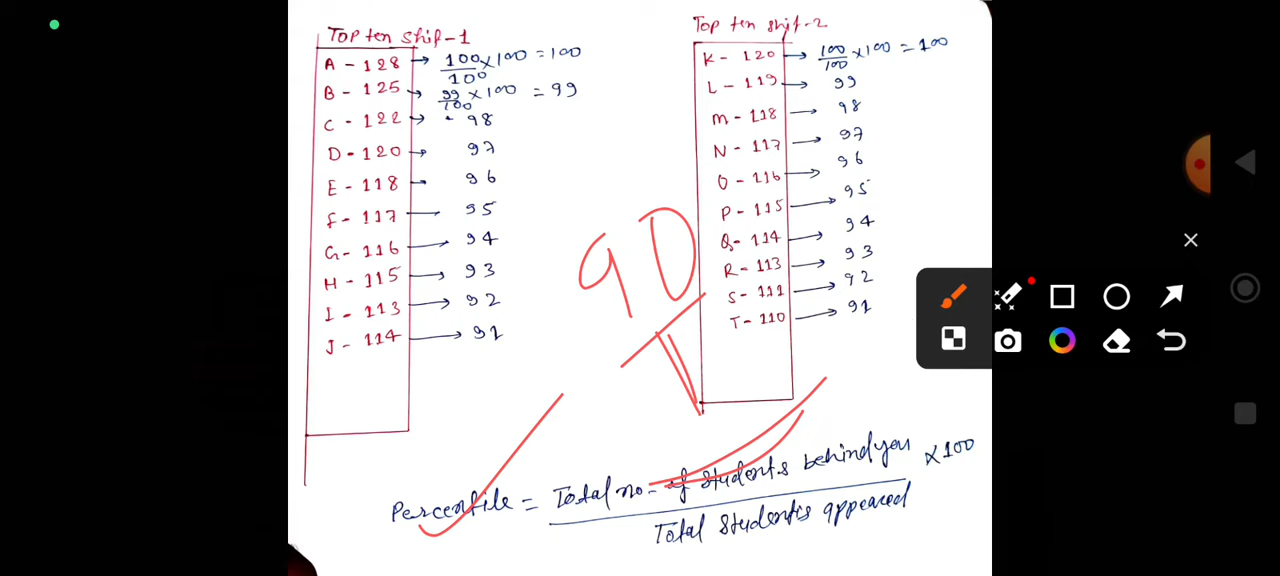 Top ten shif-1
A - 128 → 100/100 × 100 = 100
B - 125 → 99/100 × 100 = 99
C - 122 → 98
D - 120 → 97
E - 118 → 96
F - 117 → 95
G - 116 → 94
H - 115 → 93
I - 113 → 92
J - 114 → 91
Top ten shif-2
K - 120 → 100/100 × 100 = 100
L - 119 → 99
M - 118 → 98
N - 117 → 97
O - 116 → 96
P - 115 → 95
Q - 114 → 94
R - 113 → 93
S - 111 → 92
T - 110 → 91
90
Percentile = Total no- of students behind you / Total Students appeared × 100